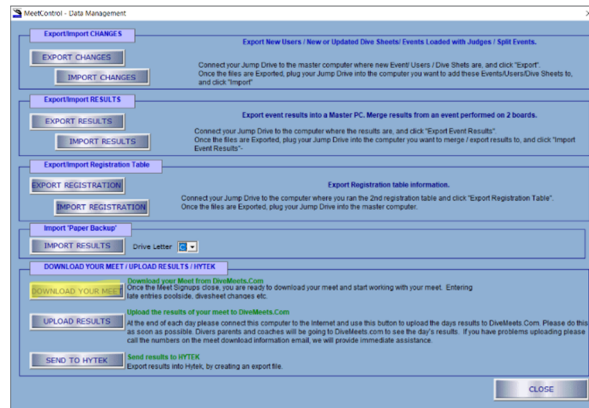 MeetControl - Data Management
Export/Import CHANGES
Export New Users / New or Updated Dive Sheets/ Events Loaded with Judges / Split Events.
EXPORT CHANGES
IMPORT CHANGES
Connect your Jump Drive to the computer where new Event/ Users / Dive Shets are, and click "Export".
Once the files are Exported, plug your Jump Drive into the computer you want to add these Events/Users/Dive Sheets to,
and click "Import"
Export/Import RESULTS
Export event results into a Master PC. Merge results from an event performed on 2 boards.
EXPORT RESULTS
IMPORT RESULTS
Connect your Jump Drive to the computer where the results are, and click "Export Event Results".
Once the files are Exported, plug your Jump Drive into the computer you want to merge / export results to, and click "Import
Event Results"-
Export/Import Registration Table
EXPORT REGISTRATION
Export Registration table information.
IMPORT REGISTRATION
Connect your Jump Drive to the computer where you ran the 2nd registration table and click "Export Registration Table".
Once the files are Exported, plug your Jump Drive into the master computer.
Import 'Paper Backup'
IMPORT RESULTS
Drive Letter
DOWNLOAD YOUR MEET / UPLOAD RESULTS / HYTEK
DOWNLOAD YOUR MEET
Download your Meet from DiveMeets.Com
Once the Meet Signups close, you are ready to download your meet and start working with your meet. Entering
late entries poolside, divesheet changes etc.
Upload the results of your meet to DiveMeets.Com
UPLOAD RESULTS
At the end of each day please connect this computer to the Internet and use this button to upload the days results to DiveMeets.Com. Please do this
as soon as possible. Divers parents and coaches will be going to DiveMeets.com to see the day's results. If you have problems uploading please
call the numbers on the meet download information email, we will provide immediate assistance.
SEND TO HYTEK
Send results to HYTEK
Export results into Hytek, by creating an export file.
CLOSE